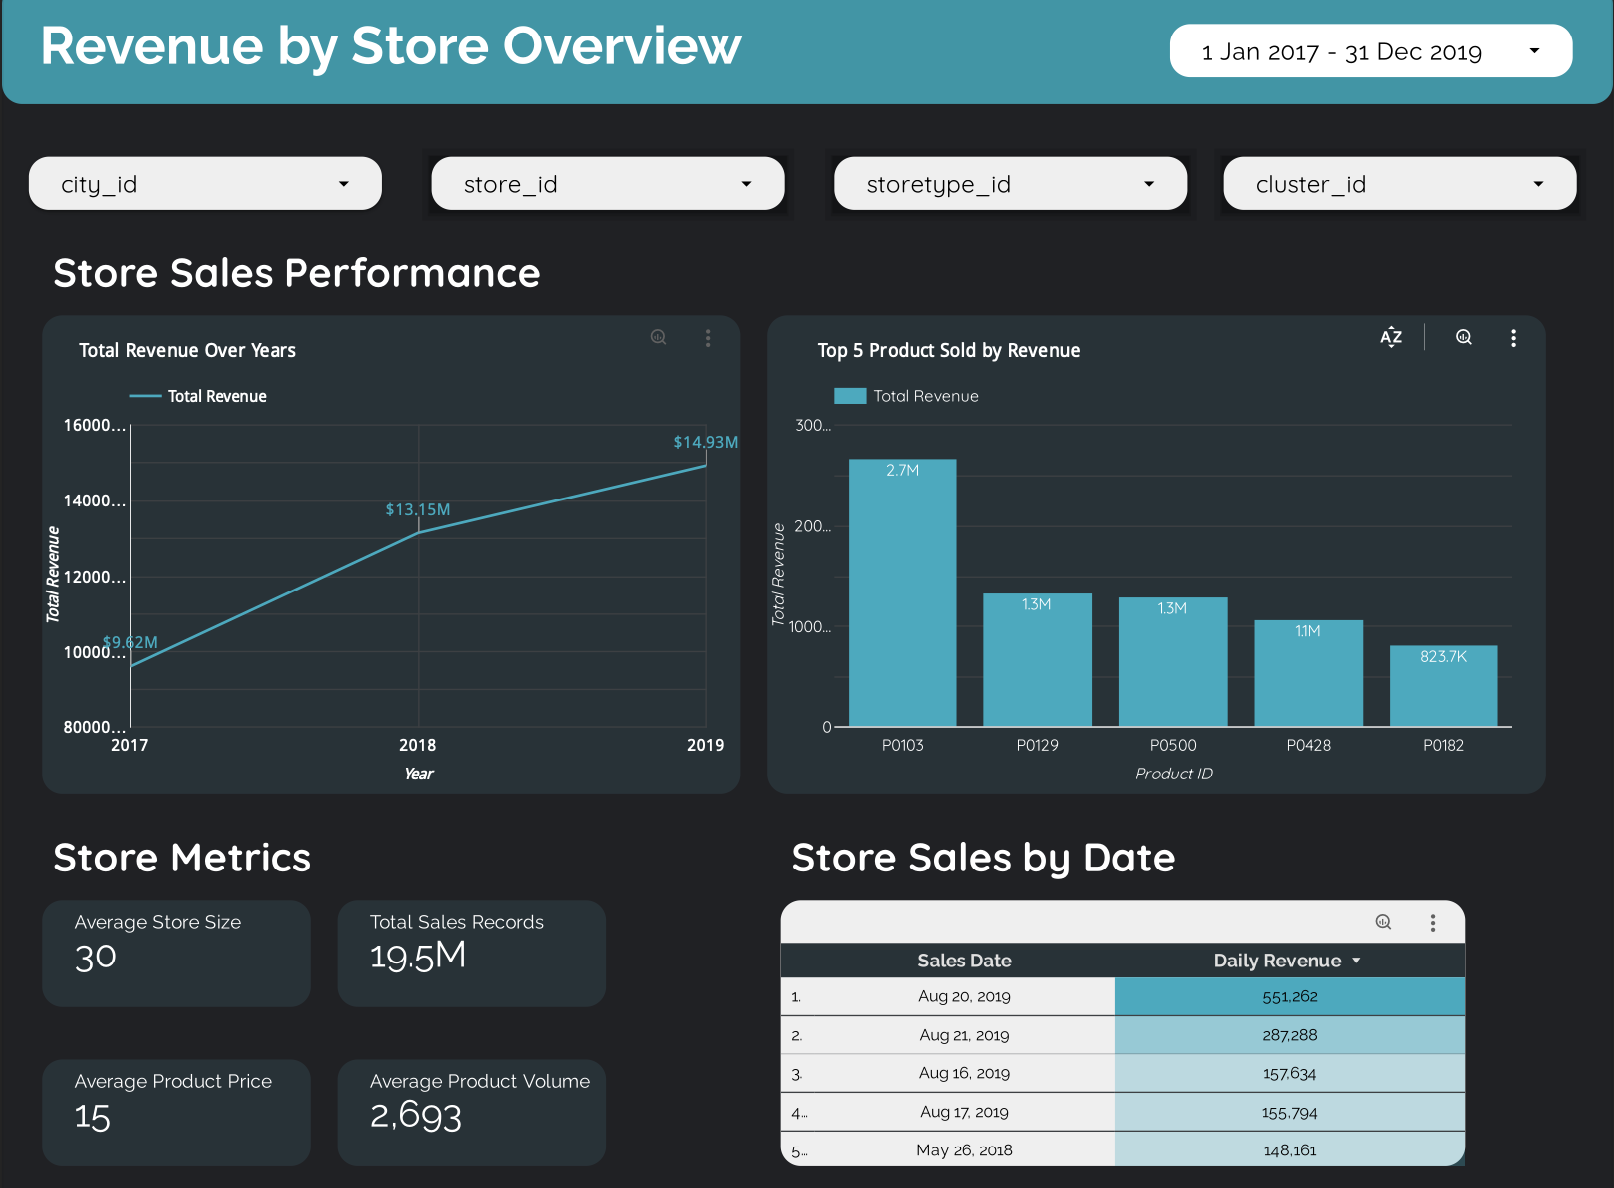 Revenue by Store Overview
1 Jan 2017 - 31 Dec 2019
city_id
store_id
storetype_id
cluster_id
Store Sales Performance
Total Revenue Over Years
Total Revenue
16000...
14000...
12000...
10000...
80000...
Total Revenue
$9.62M
$13.15M
$14.93M
2017
2018
2019
Year
Top 5 Product Sold by Revenue
AZ
Total Revenue
300...
200...
1000...
0
Total Revenue
2.7M
1.3M
1.3M
1.1M
823.7K
P0103
P0129
P0500
P0428
P0182
Product ID
Store Metrics
Average Store Size
30
Total Sales Records
19.5M
Average Product Price
15
Average Product Volume
2,693
Store Sales by Date
Sales Date Daily Revenue
1. Aug 20, 2019 551,262
2. Aug 21, 2019 287,288
3. Aug 16, 2019 157,634
4... Aug 17, 2019 155,794
5... May 26, 2018 148,161